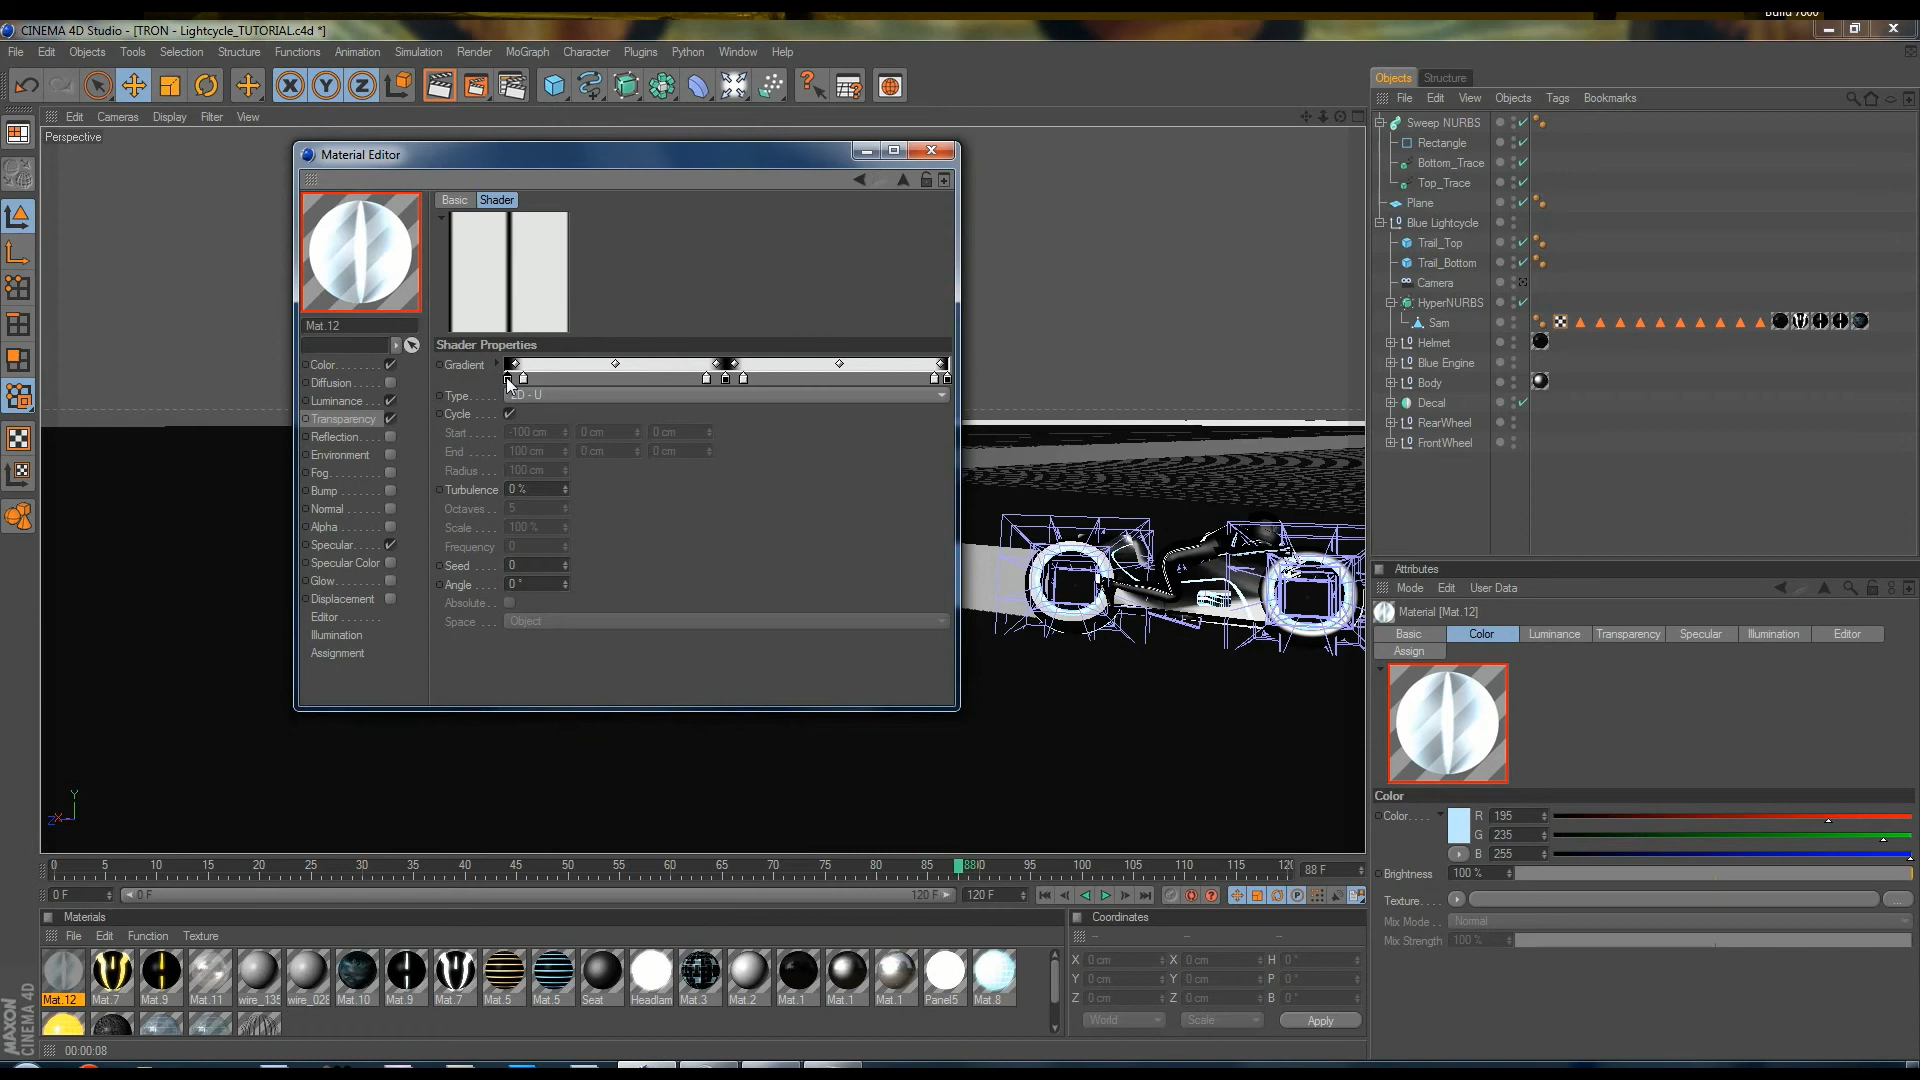 Build 7600
CINEMA 4D Studio - [TRON - Lightcycle_TUTORIAL.c4d *]
File Edit Objects Tools Selection Structure Functions Animation Simulation Render MoGraph Character Plugins Python Window Help
Objects Structure
File Edit View Objects Tags Bookmarks
Edit Cameras Display Filter View
Perspective
Sweep NURBS
Rectangle
Bottom_Trace
Top_Trace
Plane
Blue Lightcycle
Trail_Top
Trail_Bottom
Camera
HyperNURBS
Sam
Helmet
Blue Engine
Body
Decal
RearWheel
FrontWheel
Material Editor
Basic Shader
Mat.12
Color
Diffusion
Luminance
Transparency
Reflection
Environment
Fog
Bump
Normal
Alpha
Specular
Specular Color
Glow
Displacement
Editor
Illumination
Assignment
Shader Properties
Gradient
Type 2D - U
Cycle
Start -100 cm 0 cm 0 cm
End 100 cm 0 cm 0 cm
Radius 100 cm
Turbulence 0 %
Octaves 5
Scale 100 %
Frequency 0
Seed 0
Angle 0 °
Absolute
Space Object
Attributes
Mode Edit User Data
Material [Mat.12]
Basic Color Luminance Transparency Specular Illumination Editor
Assign
Color
Color R 195
G 235
B 255
Brightness 100 %
Texture ...
Mix Mode Normal
Mix Strength 100 %
Y
Z X
0 5 10 15 20 25 30 35 40 45 50 55 60 65 70 75 80 85 88 90 95 100 105 110 115 120 88 F
0 F 0 F 120 F 120 F
Materials
File Edit Function Texture
Mat.12 Mat.7 Mat.9 Mat.11 wire_135 wire_028 Mat.10 Mat.9 Mat.7 Mat.5 Mat.5 Seat Headlam Mat.3 Mat.2 Mat.1 Mat.1 Mat.1 Panel5 Mat.8
Coordinates
-- -- --
X 0 cm X 0 cm H 0 °
Y 0 cm Y 0 cm P 0 °
Z 0 cm Z 0 cm B 0 °
World Scale Apply
MAXON
CINEMA 4D
00:00:08